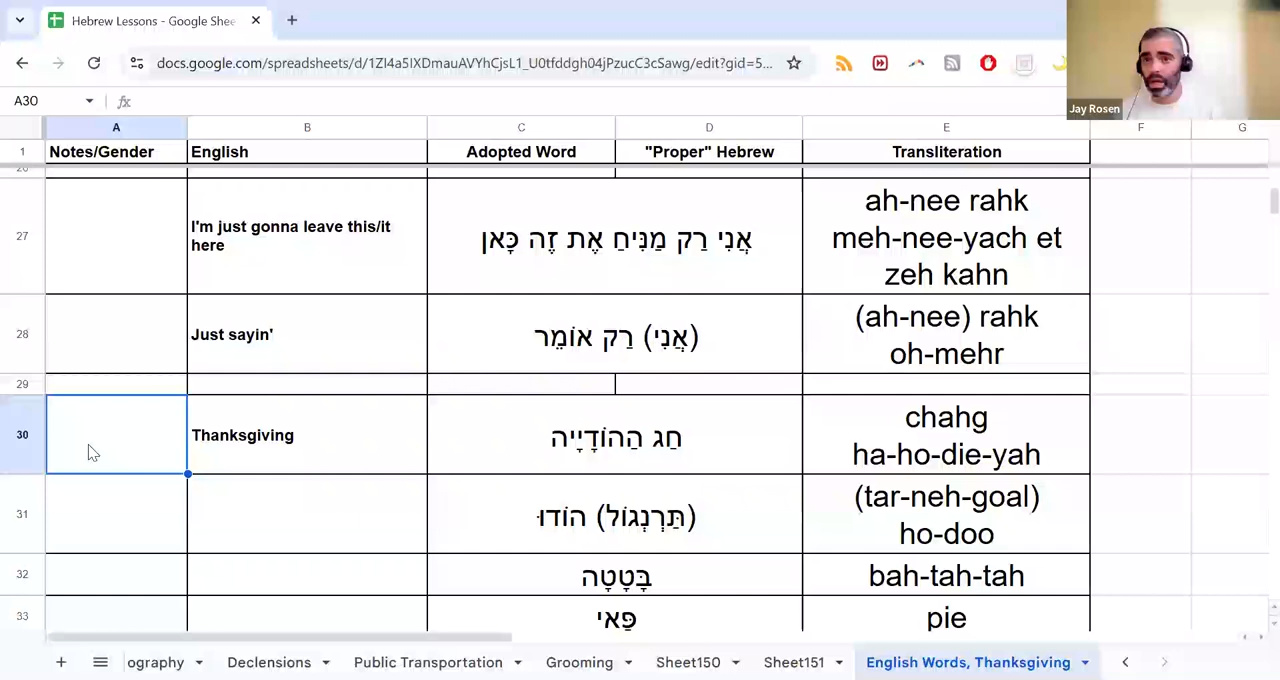 Hebrew Lessons - Google Shee
docs.google.com/spreadsheets/d/1ZI4a5IXDmauAVYhCjsL1_U0tfddgh04jPzucC3cSawg/edit?gid=5...
Jay Rosen
A30
fx
A B C D E F G
1 Notes/Gender English Adopted Word "Proper" Hebrew Transliteration
27 I'm just gonna leave this/it
here
אֲנִי רַק מַנִּיחַ אֶת זֶה כָּאן
ah-nee rahk
meh-nee-yach et
zeh kahn
28 Just sayin'
(אֲנִי) רַק אוֹמֵר
(ah-nee) rahk
oh-mehr
29
30 Thanksgiving
חַג הַהוֹדָיָיה
chahg
ha-ho-die-yah
31
(תַּרְנְגוֹל) הוֹדוּ
(tar-neh-goal)
ho-doo
32
בָּטָטָה
bah-tah-tah
33
פַּאי
pie
ography Declensions Public Transportation Grooming Sheet150 Sheet151 English Words, Thanksgiving